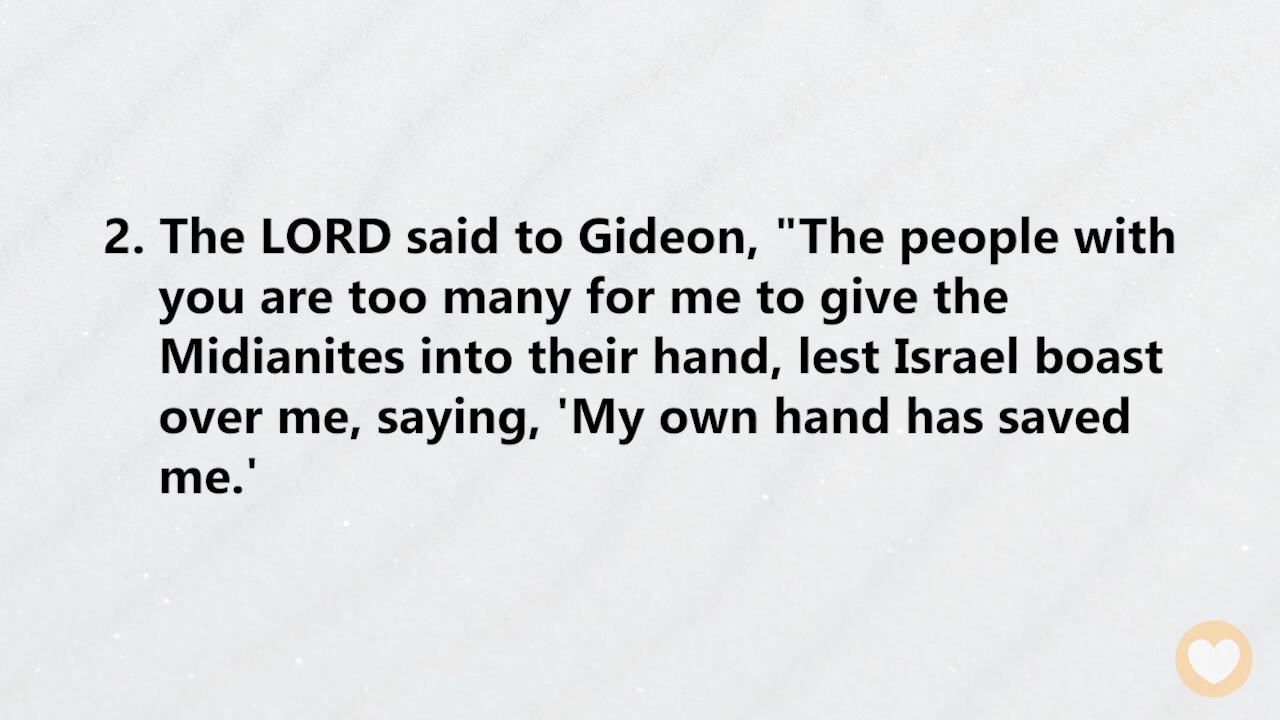 2. The LORD said to Gideon, "The people with
you are too many for me to give the
Midianites into their hand, lest Israel boast
over me, saying, 'My own hand has saved
me.'